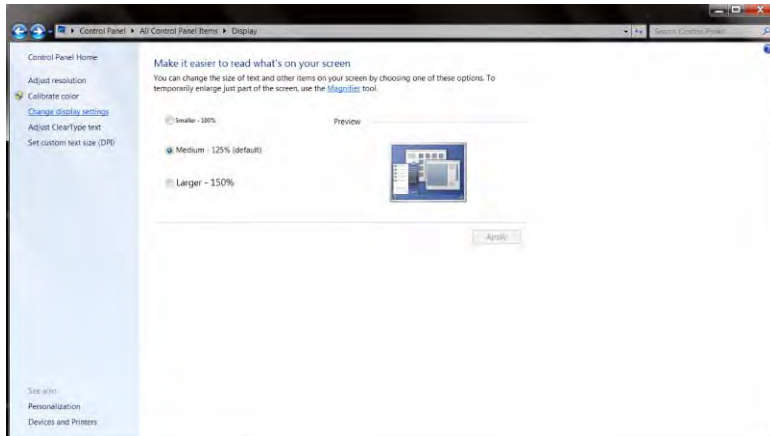 Control Panel ▸ All Control Panel Items ▸ Display
Search Control Panel
Control Panel Home
Adjust resolution
Calibrate color
Change display settings
Adjust ClearType text
Set custom text size (DPI)
See also
Personalization
Devices and Printers
Make it easier to read what's on your screen
You can change the size of text and other items on your screen by choosing one of these options. To
temporarily enlarge just part of the screen, use the Magnifier tool.
Smaller - 100%
Preview
Medium - 125% (default)
Larger - 150%
Apply